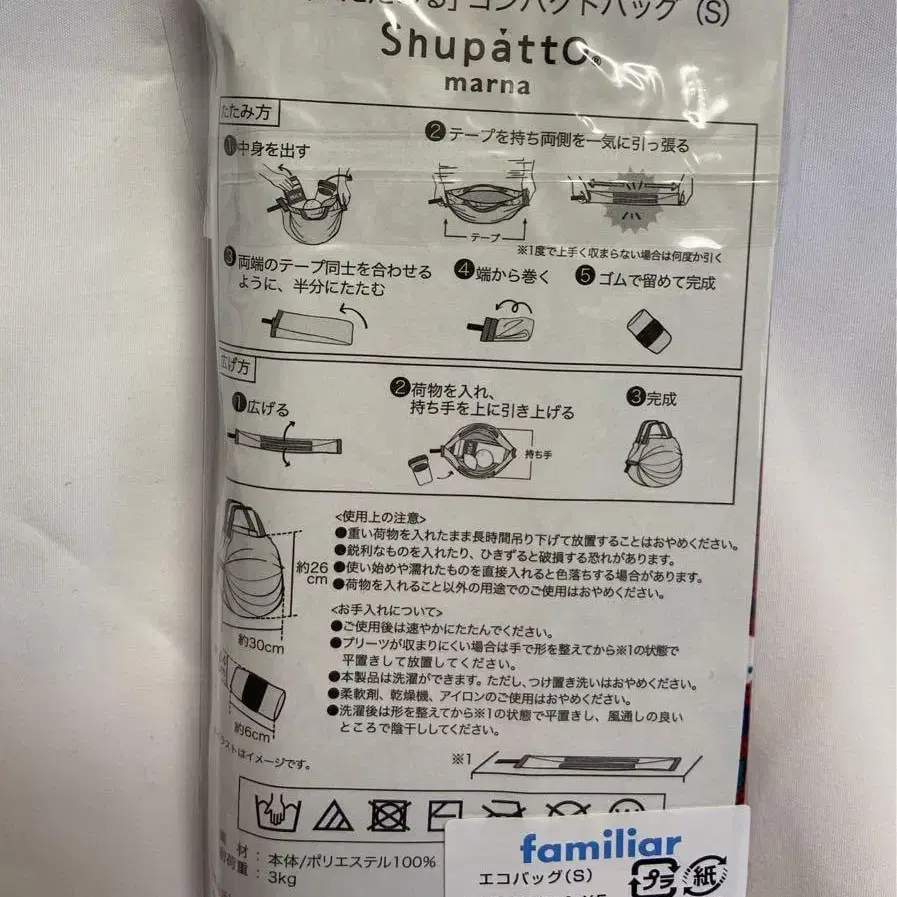 コンパクトバッグ (S)
Shupatto®
marna
たたみ方
❶中身を出す
❷テープを持ち両側を一気に引っ張る
テープ
※1度で上手く収まらない場合は何度か引く
❸両端のテープ同士を合わせる
ように、半分にたたむ
❹端から巻く
❺ゴムで留めて完成
広げ方
❶広げる
❷荷物を入れ、
持ち手を上に引き上げる
持ち手
❸完成
約26
cm
約30cm
約6cm
イラストはイメージです。
<使用上の注意>
●重い荷物を入れたまま長時間吊り下げて放置することはおやめください。
●鋭利なものを入れたり、ひきずると破損する恐れがあります。
●使い始めや濡れたものを直接入れると色落ちする場合があります。
●荷物を入れること以外の用途でのご使用はおやめください。
<お手入れについて>
●ご使用後は速やかにたたんでください。
●プリーツが収まりにくい場合は手で形を整えてから※1の状態で
平置きして放置してください。
●本製品は洗濯ができます。ただし、つけ置き洗いはおやめください。
●柔軟剤、乾燥機、アイロンのご使用はおやめください。
●洗濯後は形を整えてから※1の状態で平置きし、風通しの良い
ところで陰干ししてください。
※1
材：本体/ポリエステル100%
荷重：3kg
familiar
エコバッグ(S)
プラ
紙